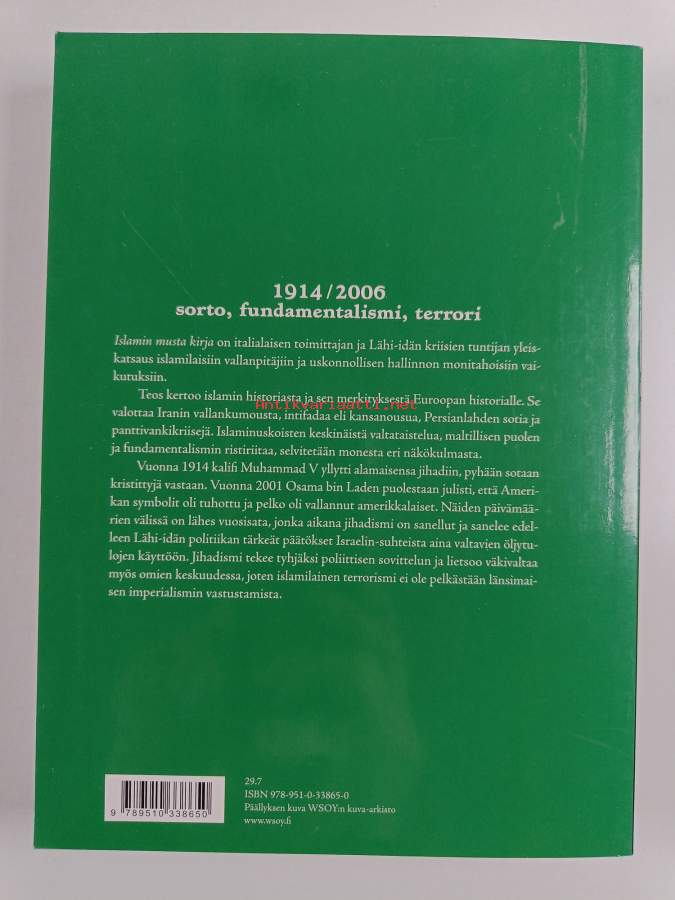 1914/2006
sorto, fundamentalismi, terrori
Islamin musta kirja on italialaisen toimittajan ja Lähi-idän kriisien tuntijan yleis-
katsaus islamilaisiin vallanpitäjiin ja uskonnollisen hallinnon monitahoisiin vai-
kutuksiin.
Teos kertoo islamin historiasta ja sen merkityksestä Euroopan historialle. Se
Antikvariaatti.net
valottaa Iranin vallankumousta, intifadaa eli kansanousua, Persianlahden sotia ja
panttivankikriisejä. Islaminuskoisten keskinäistä valtataistelua, maltillisen puolen
ja fundamentalismin ristiriitaa, selvitetään monesta eri näkökulmasta.
Vuonna 1914 kalifi Muhammad V yllytti alamaisensa jihadiin, pyhään sotaan
kristittyjä vastaan. Vuonna 2001 Osama bin Laden puolestaan julisti, että Ameri-
kan symbolit oli tuhottu ja pelko oli vallannut amerikkalaiset. Näiden päivämää-
rien välissä on lähes vuosisata, jonka aikana jihadismi on sanellut ja sanelee edel-
leen Lähi-idän politiikan tärkeät päätökset Israelin-suhteista aina valtavien öljytu-
lojen käyttöön. Jihadismi tekee tyhjäksi poliittisen sovittelun ja lietsoo väkivaltaa
myös omien keskuudessa, joten islamilainen terrorismi ei ole pelkästään länsimai-
sen imperialismin vastustamista.
29.7
ISBN 978-951-0-33865-0
Päällyksen kuva WSOY:n kuva-arkisto
www.wsoy.fi
9 789510 338650